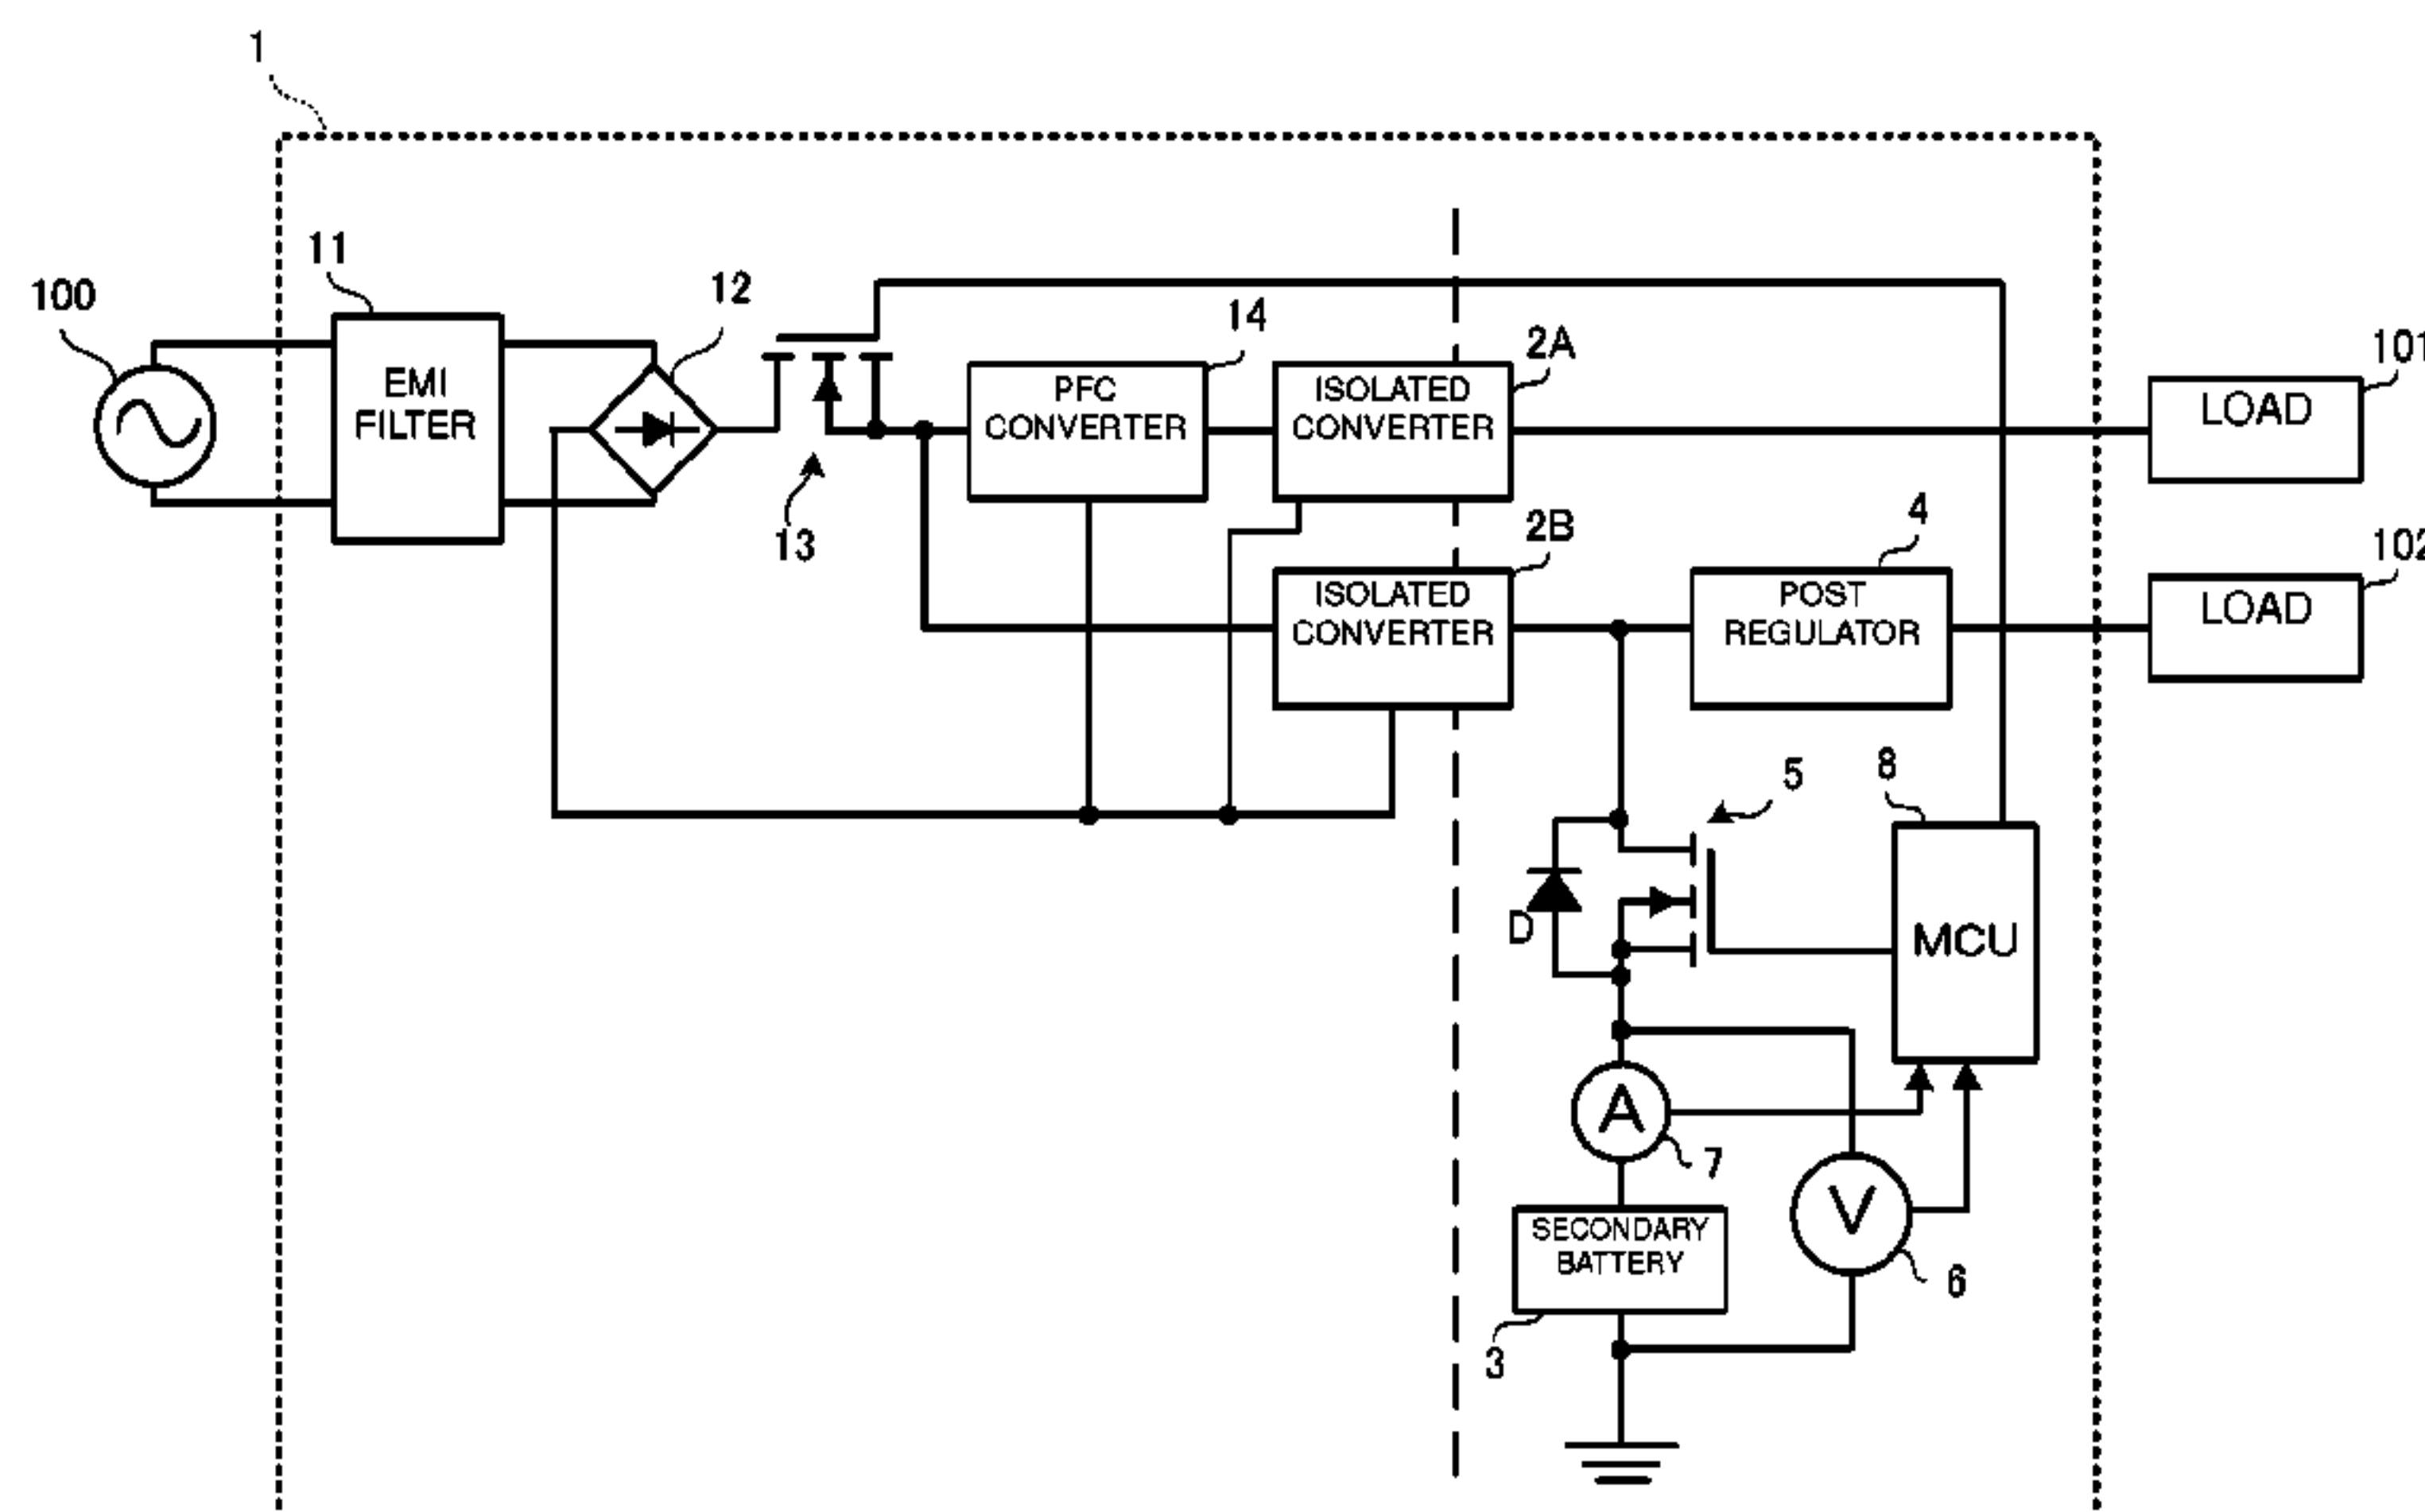 1
100
11
EMI
FILTER
12
13
14
PFC
CONVERTER
2A
ISOLATED
CONVERTER
101
LOAD
2B
ISOLATED
CONVERTER
4
POST
REGULATOR
102
LOAD
5
8
D
MCU
A
7
V
6
SECONDARY
BATTERY
3